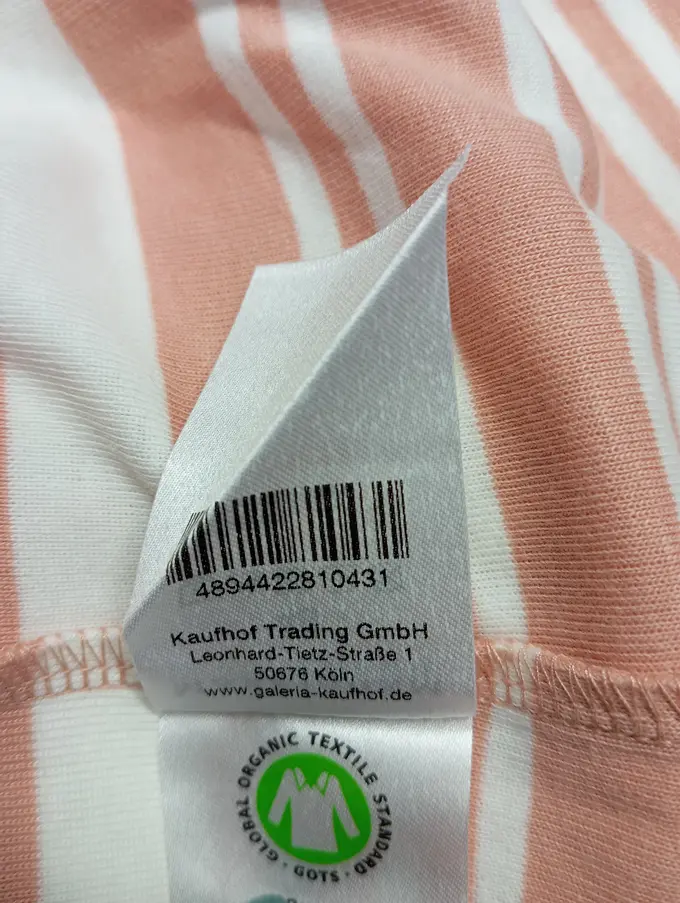 4894422810431
Kaufhof Trading GmbH
Leonhard-Tietz-Straße 1
50676 Köln
www.galeria-kaufhof.de
GLOBAL ORGANIC TEXTILE STANDARD · GOTS ·